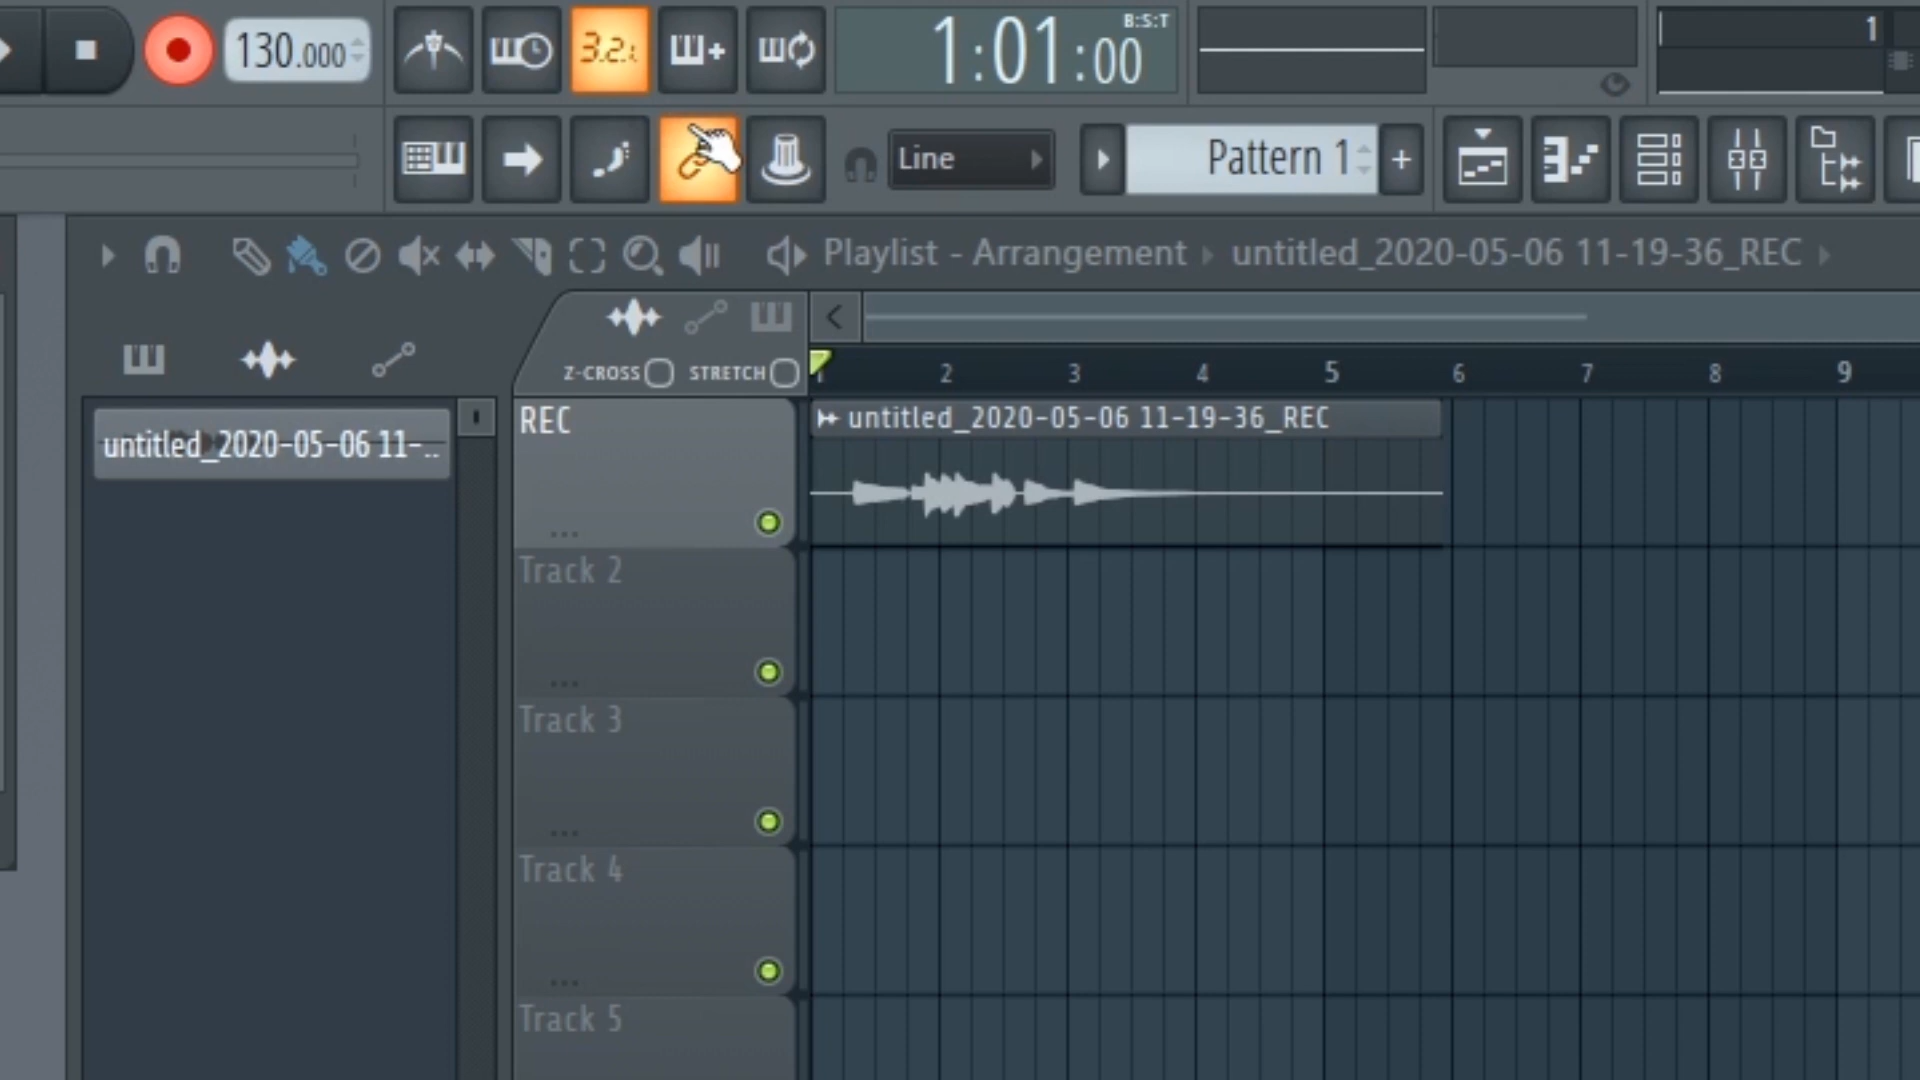 130.000
3.2.
1:01:00
B:S:T
1
Line
Pattern 1
+
Playlist - Arrangement
untitled_2020-05-06 11-19-36_REC
Z-CROSS
STRETCH
1 2 3 4 5 6 7 8 9
untitled_2020-05-06 11-..
REC
untitled_2020-05-06 11-19-36_REC
...
Track 2
...
Track 3
...
Track 4
...
Track 5